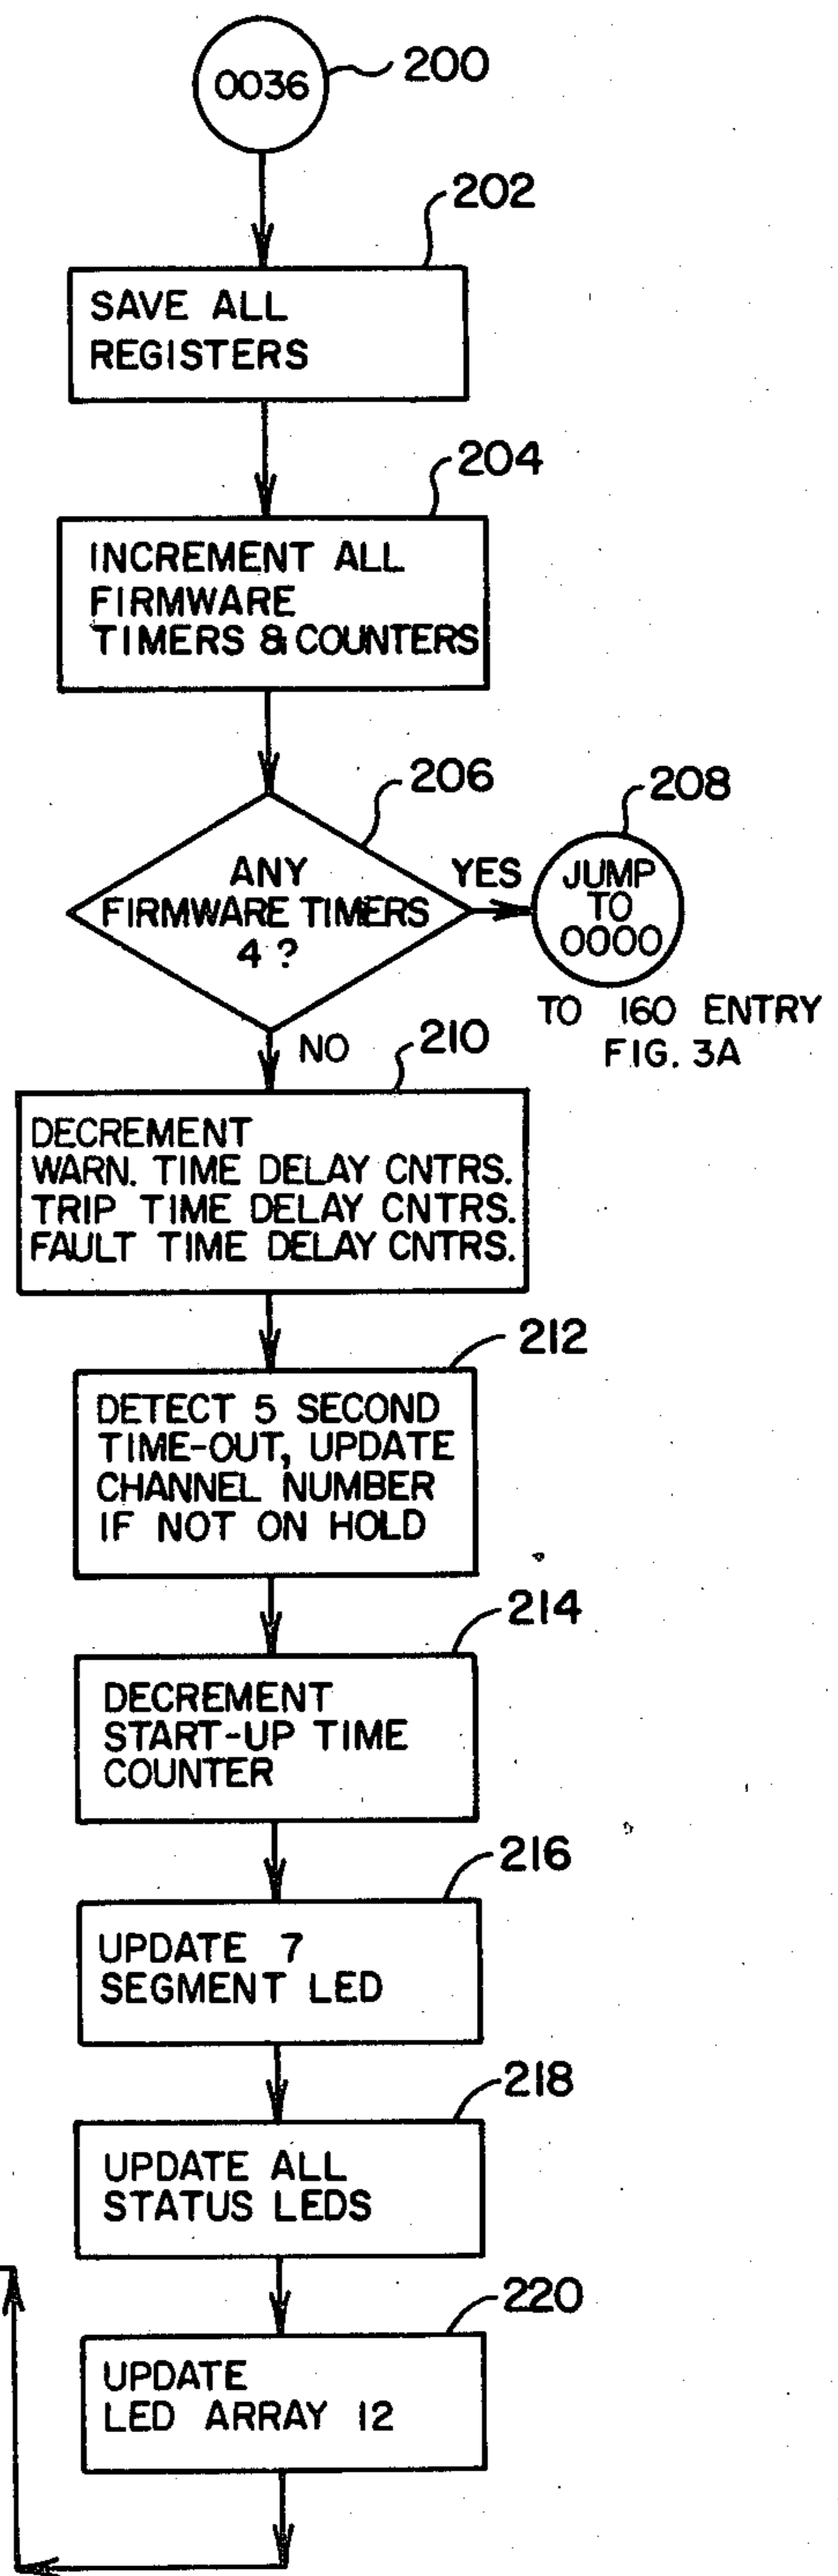 0036
200
202
SAVE ALL
REGISTERS
204
INCREMENT ALL
FIRMWARE
TIMERS & COUNTERS
206
208
ANY
FIRMWARE TIMERS
4 ?
YES
JUMP
TO
0000
TO 160 ENTRY
FIG. 3A
NO
210
DECREMENT
WARN. TIME DELAY CNTRS.
TRIP TIME DELAY CNTRS.
FAULT TIME DELAY CNTRS.
212
DETECT 5 SECOND
TIME-OUT, UPDATE
CHANNEL NUMBER
IF NOT ON HOLD
214
DECREMENT
START-UP TIME
COUNTER
216
UPDATE 7
SEGMENT LED
218
UPDATE ALL
STATUS LEDS
220
UPDATE
LED ARRAY 12